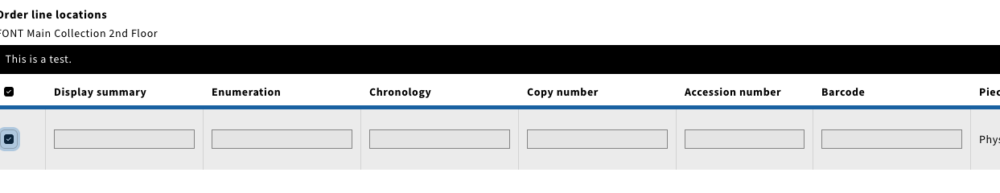 Order line locations
FONT Main Collection 2nd Floor
This is a test.
Display summary Enumeration Chronology Copy number Accession number Barcode Piec
Phys